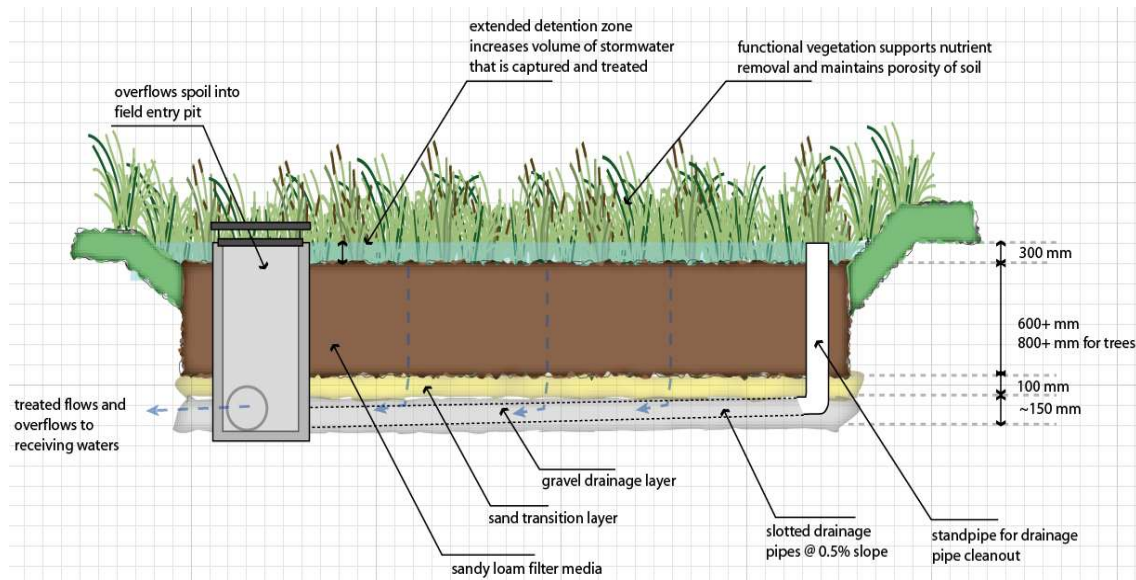 extended detention zone
increases volume of stormwater
that is captured and treated
functional vegetation supports nutrient
removal and maintains porosity of soil
overflows spoil into
field entry pit
300 mm
600+ mm
800+ mm for trees
100 mm
~150 mm
treated flows and
overflows to
receiving waters
gravel drainage layer
sand transition layer
sandy loam filter media
slotted drainage
pipes @ 0.5% slope
standpipe for drainage
pipe cleanout